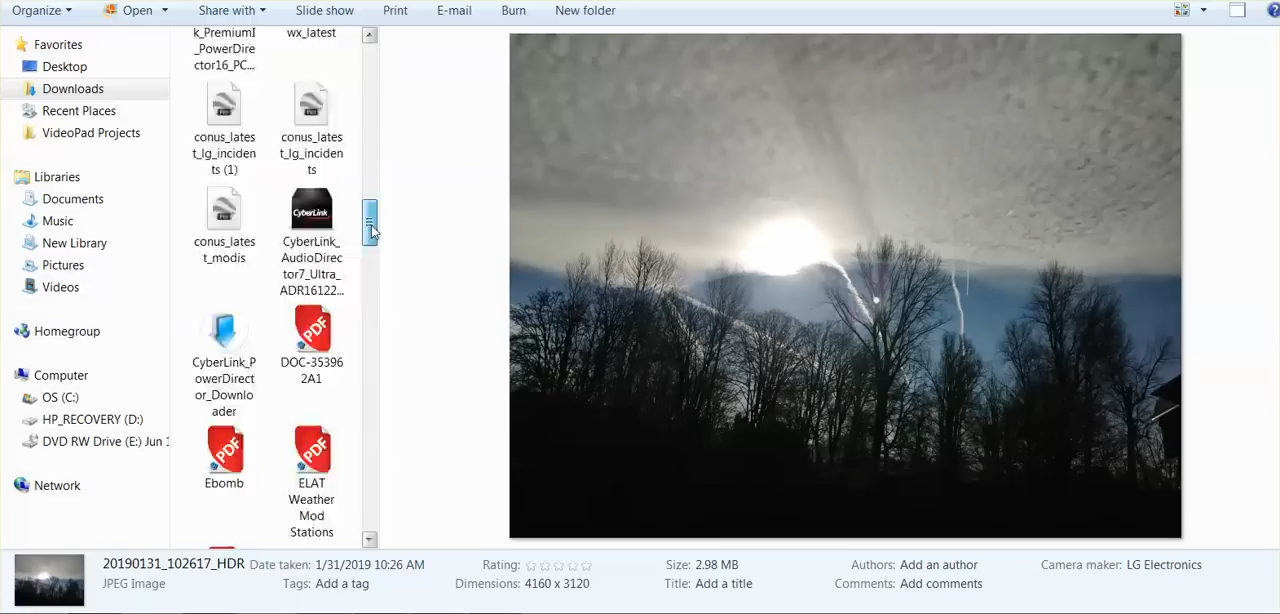 Organize Open Share with Slide show Print E-mail Burn New folder
Favorites
Desktop
Downloads
Recent Places
VideoPad Projects
Libraries
Documents
Music
New Library
Pictures
Videos
Homegroup
Computer
OS (C:)
HP_RECOVERY (D:)
DVD RW Drive (E:) Jun 1
Network
k_PremiumI
_PowerDire
ctor16_PC...
wx_latest
conus_lates
t_lg_inciden
ts (1)
conus_lates
t_lg_inciden
ts
conus_lates
t_modis
CyberLink
CyberLink_
AudioDirec
tor7_Ultra_
ADR16122...
CyberLink_P
owerDirect
or_Downlo
ader
PDF
DOC-35396
2A1
PDF
Ebomb
PDF
ELAT
Weather
Mod
Stations
20190131_102617_HDR Date taken: 1/31/2019 10:26 AM Rating: Size: 2.98 MB Authors: Add an author Camera maker: LG Electronics
JPEG Image Tags: Add a tag Dimensions: 4160 x 3120 Title: Add a title Comments: Add comments